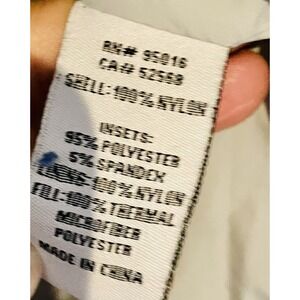 RN# 95016
CA# 52568
SHELL: 100% NYLON
INSETS:
95% POLYESTER
5% SPANDEX
LINING: 100% NYLON
FILL: 100% THERMAL
MICROFIBER
POLYESTER
MADE IN CHINA